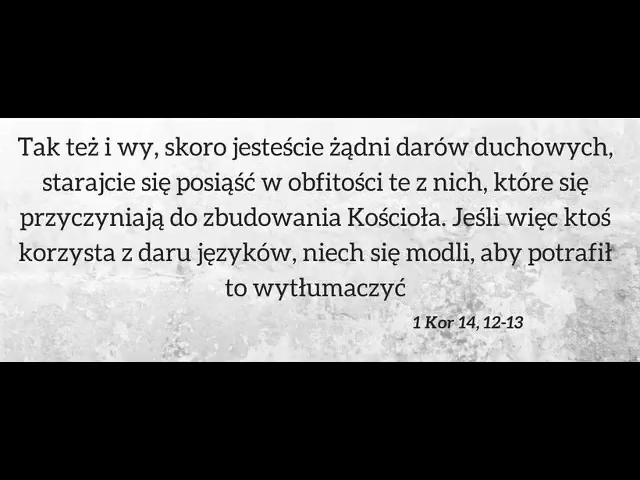 Tak też i wy, skoro jesteście żądni darów duchowych,
starajcie się posiąść w obfitości te z nich, które się
przyczyniają do zbudowania Kościoła. Jeśli więc ktoś
korzysta z daru języków, niech się modli, aby potrafił
to wytłumaczyć
1 Kor 14, 12-13